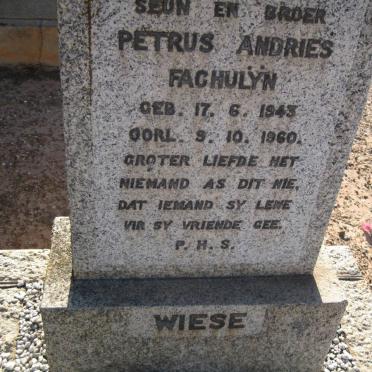 SEUN EN BROER
PETRUS ANDRIES
FACHULŸN
GEB. 17. 6. 1943
OORL. 9. 10. 1960.
GROTER LIEFDE HET
NIEMAND AS DIT NIE,
DAT IEMAND SY LEWE
VIR SY VRIENDE GEE.
P. H. S.
WIESE